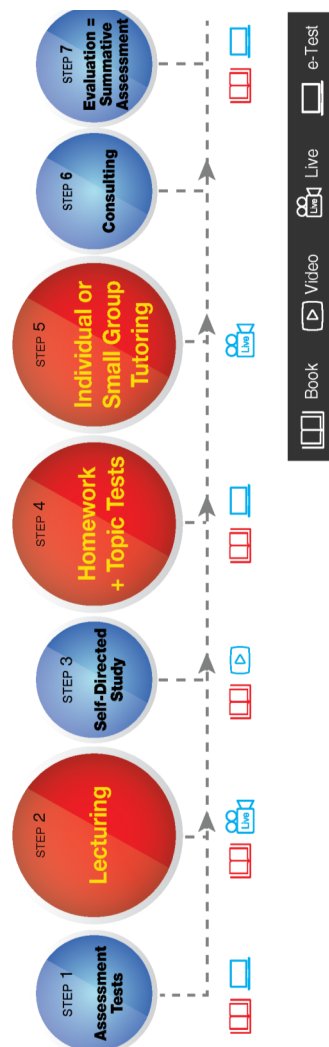 STEP 1
Assessment
Tests
STEP 2
Lecturing
STEP 3
Self-Directed
Study
STEP 4
Homework
+ Topic Tests
STEP 5
Individual or
Small Group
Tutoring
STEP 6
Consulting
STEP 7
Evaluation =
Summative
Assessment
Live
Live
Book
Video
Live
Live
e-Test